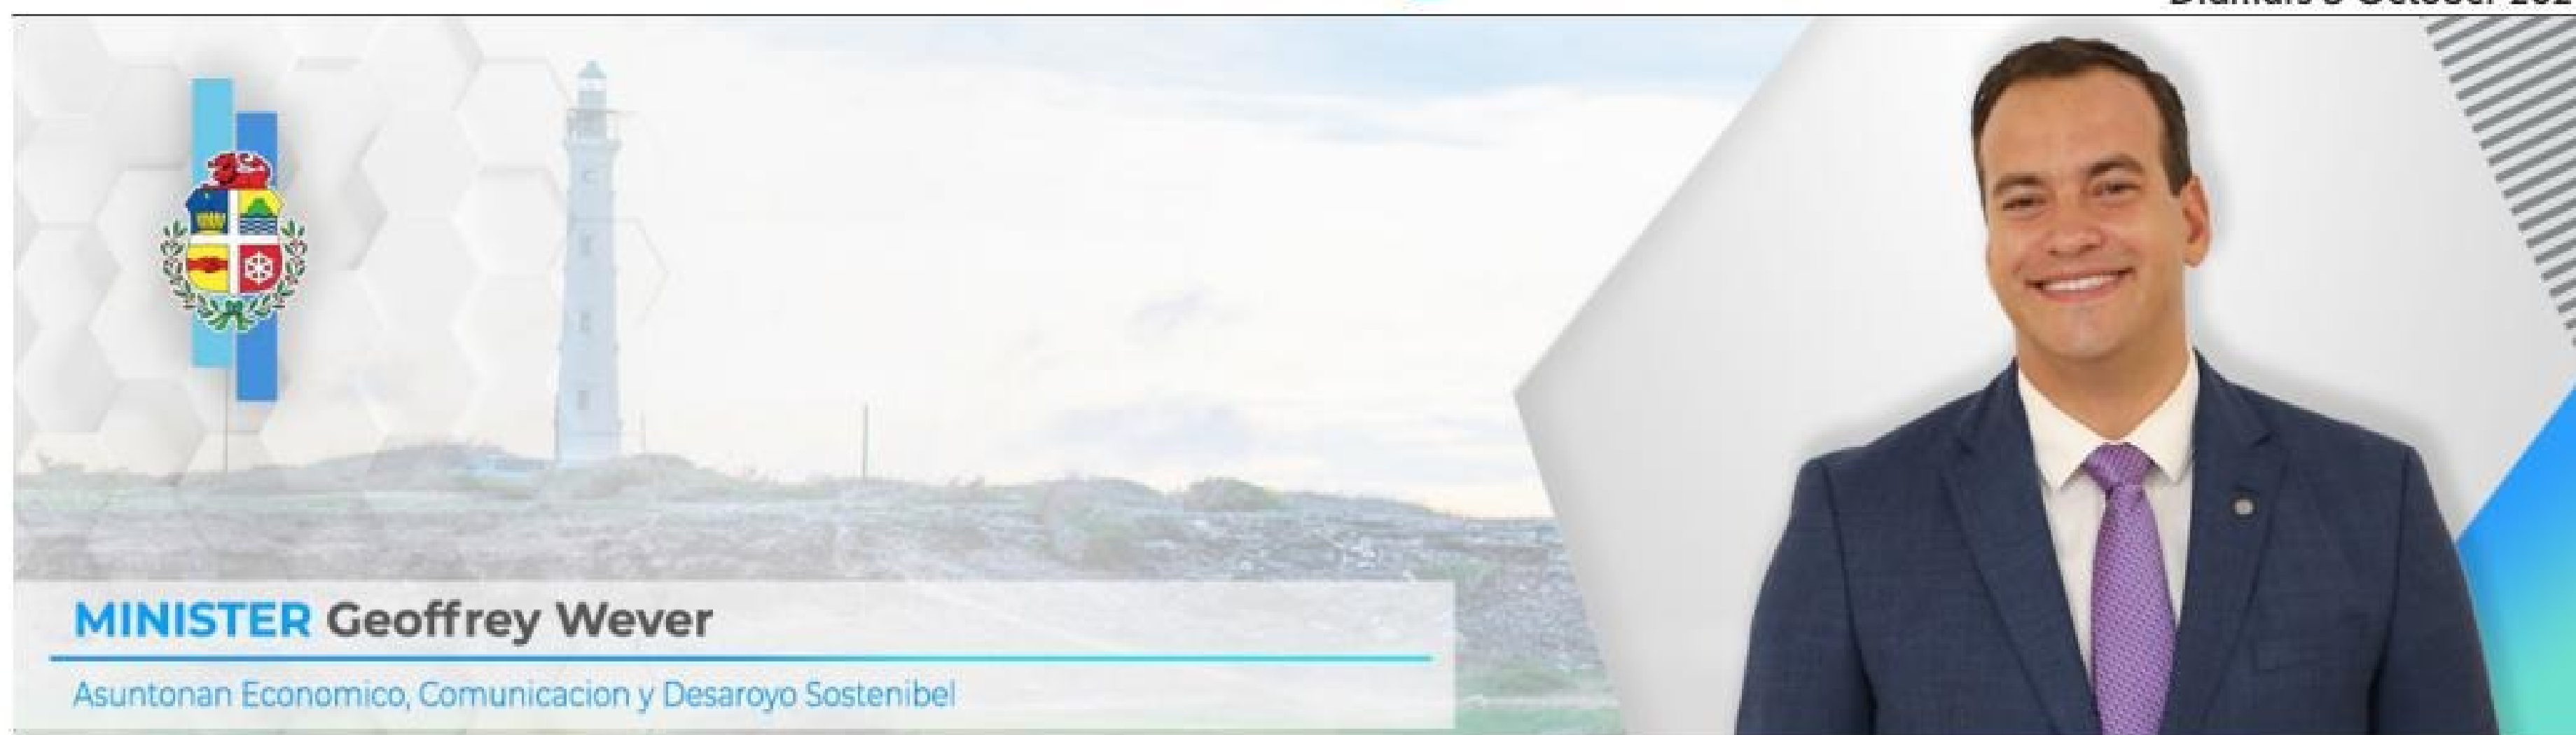 MINISTER Geoffrey Wever
Asuntonan Economico, Comunicacion y Desaroyo Sostenibel